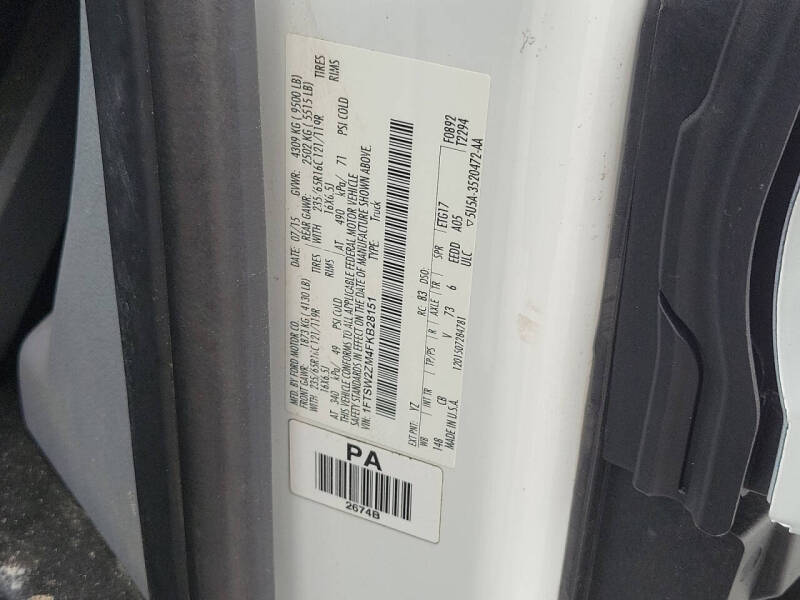 MFD. BY FORD MOTOR CO.
DATE: 07/15 GVWR: 4309 KG ( 9500 LB)
FRONT GAWR: 1873 KG ( 4130 LB) REAR GAWR: 2502 KG ( 5515 LB)
WITH 235/65R16C121/119R TIRES WITH 235/65R16C121/119R TIRES
16X6.5J RIMS 16X6.5J RIMS
AT 340 kPa/ 49 PSI COLD AT 490 kPa/ 71 PSI COLD
THIS VEHICLE CONFORMS TO ALL APPLICABLE FEDERAL MOTOR VEHICLE
SAFETY STANDARDS IN EFFECT ON THE DATE OF MANUFACTURE SHOWN ABOVE.
VIN: 1FTSW2ZM4FKB28151 TYPE: Truck
EXT PNT: YZ RC: 83 DSO: F0892
WB INT TR TP/PS R AXLE TR SPR ETG17 T2294
148 CB V 73 6 EEDD A05
MADE IN U.S.A. 120150728478I ULC ▽5U5A-3520472-AA
PA
2674B